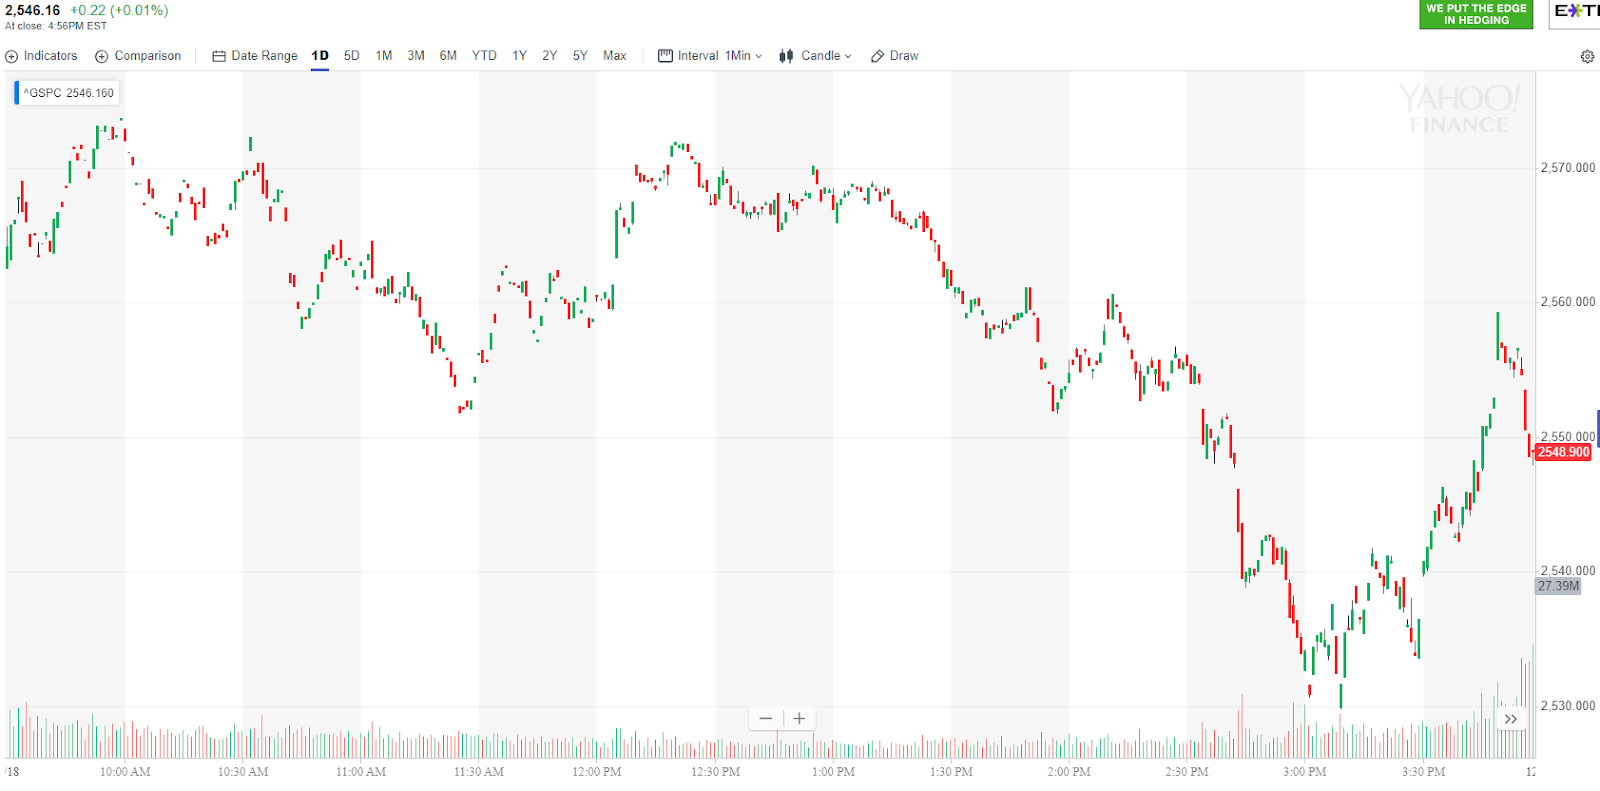 2,546.16 +0.22 (+0.01%)
At close: 4:56PM EST
WE PUT THE EDGE
IN HEDGING
Indicators Comparison Date Range 1D 5D 1M 3M 6M YTD 1Y 2Y 5Y Max Interval 1Min Candle Draw
^GSPC 2546.160
YAHOO!
FINANCE
2,570.000
2,560.000
2,550.000
2548.900
2,540.000
27.39M
2,530.000
/18 10:00 AM 10:30 AM 11:00 AM 11:30 AM 12:00 PM 12:30 PM 1:00 PM 1:30 PM 2:00 PM 2:30 PM 3:00 PM 3:30 PM 12